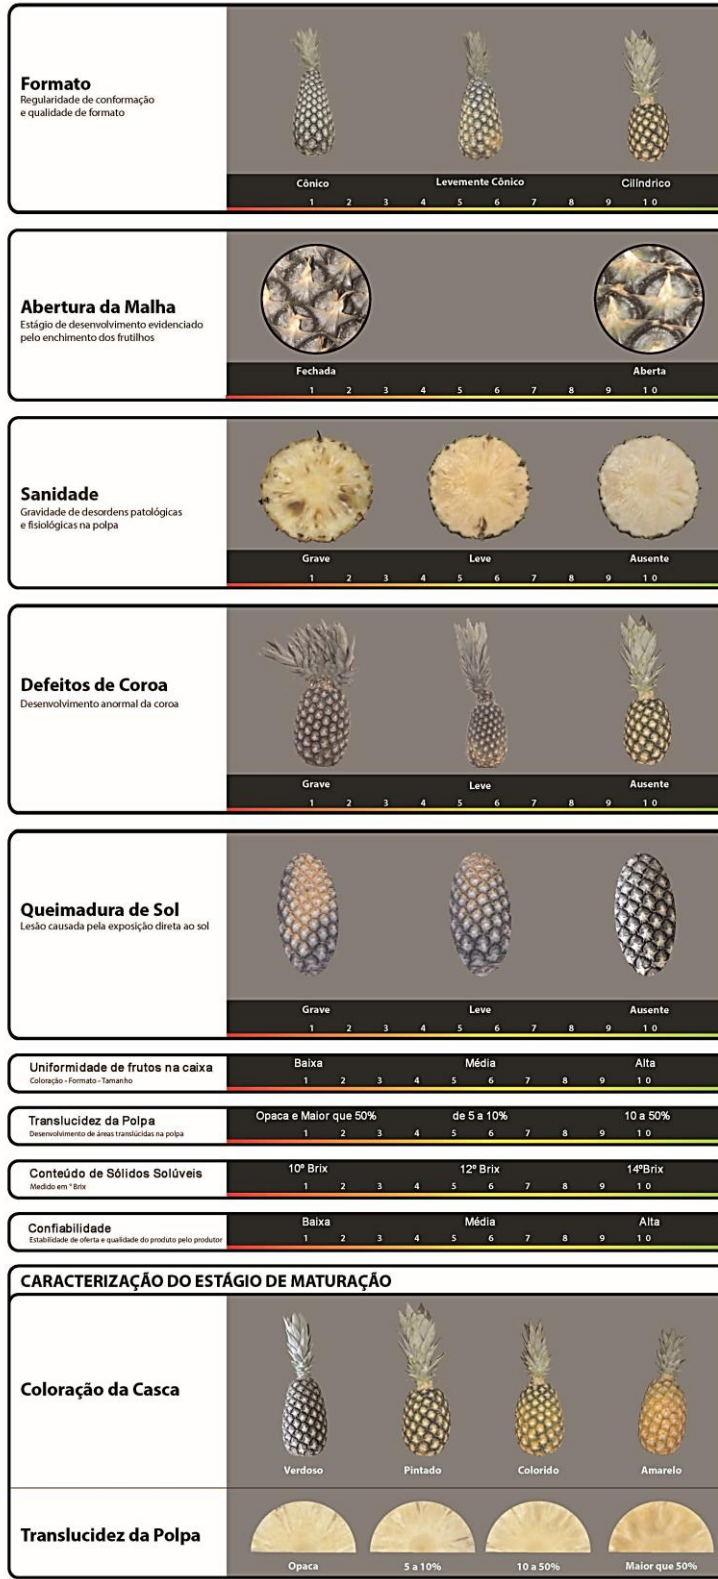 Formato
Regularidade de conformação
e qualidade de formato
Cônico Levemente Cônico Cilíndrico
1 2 3 4 5 6 7 8 9 10
Abertura da Malha
Estágio de desenvolvimento evidenciado
pelo enchimento dos frutilhos
Fechada Aberta
1 2 3 4 5 6 7 8 9 10
Sanidade
Gravidade de desordens patológicas
e fisiológicas na polpa
Grave Leve Ausente
1 2 3 4 5 6 7 8 9 10
Defeitos de Coroa
Desenvolvimento anormal da coroa
Grave Leve Ausente
1 2 3 4 5 6 7 8 9 10
Queimadura de Sol
Lesão causada pela exposição direta ao sol
Grave Leve Ausente
1 2 3 4 5 6 7 8 9 10
Uniformidade de frutos na caixa
Coloração - Formato - Tamanho
Baixa Média Alta
1 2 3 4 5 6 7 8 9 10
Translucidez da Polpa
Desenvolvimento de áreas translúcidas na polpa
Opaca e Maior que 50% de 5 a 10% 10 a 50%
1 2 3 4 5 6 7 8 9 10
Conteúdo de Sólidos Solúveis
Medido em ° Brix
10º Brix 12º Brix 14ºBrix
1 2 3 4 5 6 7 8 9 10
Confiabilidade
Estabilidade de oferta e qualidade do produto pelo produtor
Baixa Média Alta
1 2 3 4 5 6 7 8 9 10
CARACTERIZAÇÃO DO ESTÁGIO DE MATURAÇÃO
Coloração da Casca
Verdoso Pintado Colorido Amarelo
Translucidez da Polpa
Opaca 5 a 10% 10 a 50% Maior que 50%